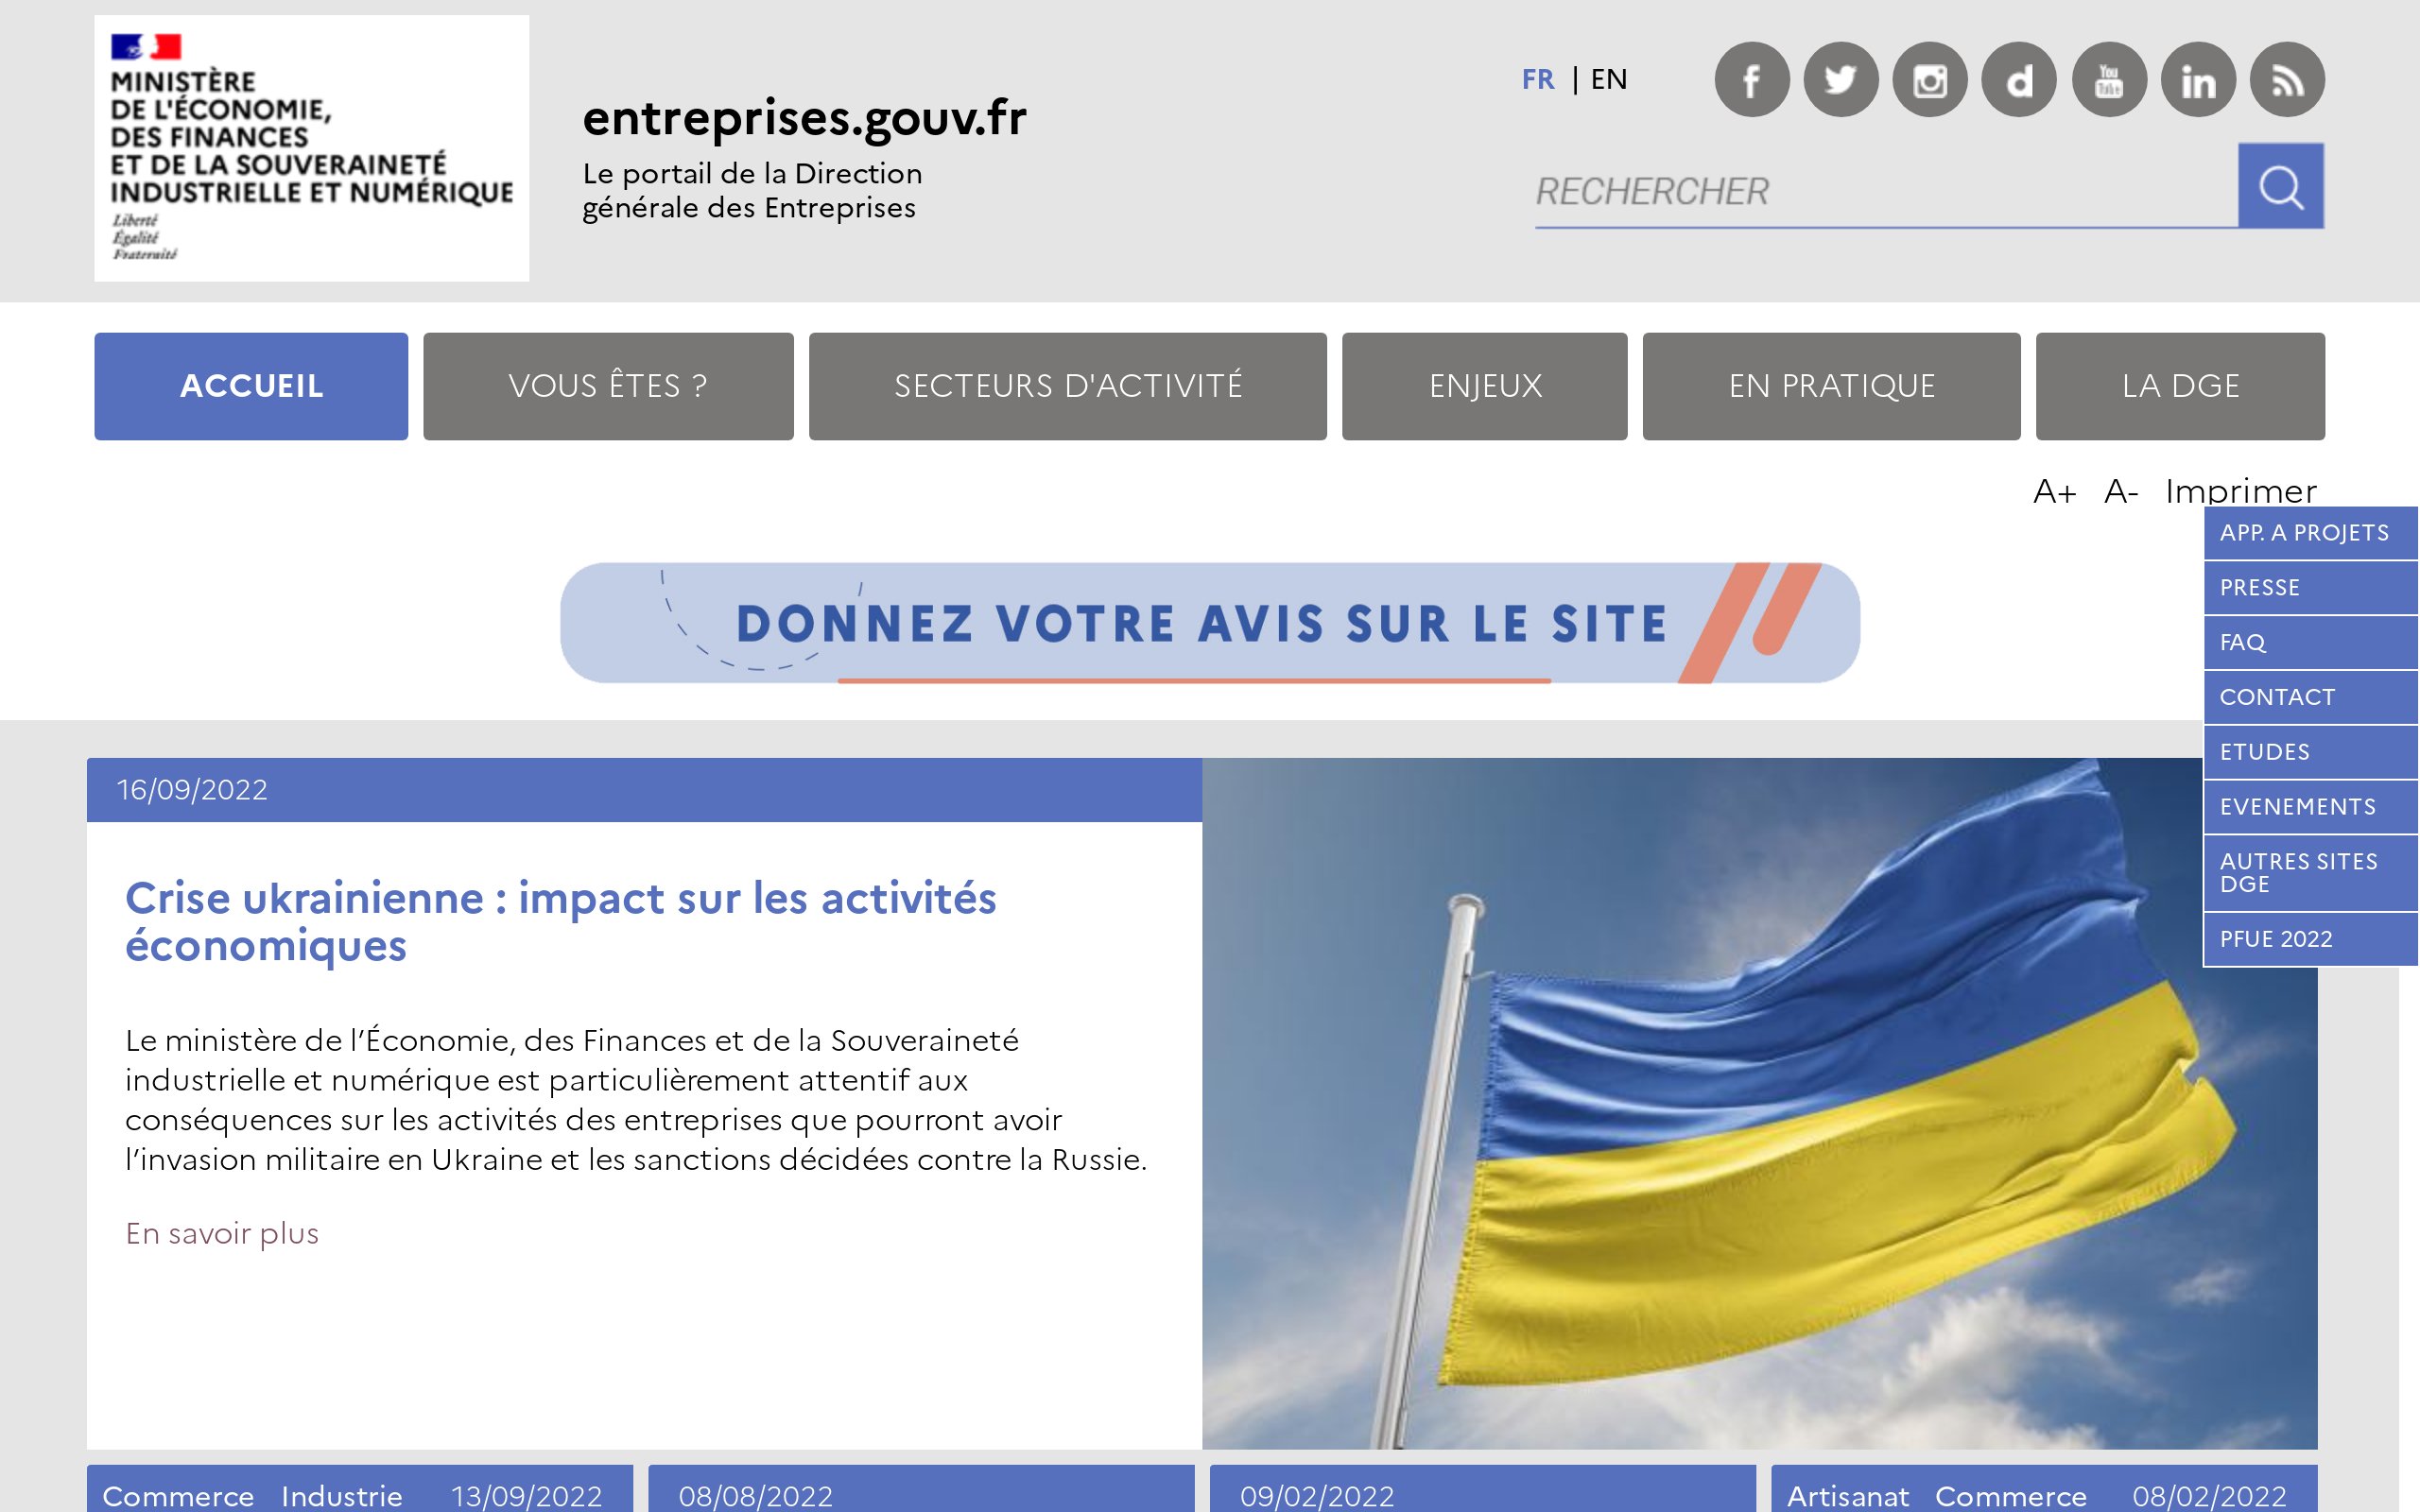 MINISTÈRE
DE L'ÉCONOMIE,
DES FINANCES
ET DE LA SOUVERAINETÉ
INDUSTRIELLE ET NUMÉRIQUE
Liberté
Égalité
Fraternité
entreprises.gouv.fr
Le portail de la Direction
générale des Entreprises
FR | EN
You Tube
RECHERCHER
ACCUEIL VOUS ÊTES ? SECTEURS D'ACTIVITÉ ENJEUX EN PRATIQUE LA DGE
A+ A- Imprimer
APP. A PROJETS
PRESSE
FAQ
CONTACT
ETUDES
EVENEMENTS
AUTRES SITES
DGE
PFUE 2022
DONNEZ VOTRE AVIS SUR LE SITE
16/09/2022
Crise ukrainienne : impact sur les activités
économiques
Le ministère de l’Économie, des Finances et de la Souveraineté
industrielle et numérique est particulièrement attentif aux
conséquences sur les activités des entreprises que pourront avoir
l’invasion militaire en Ukraine et les sanctions décidées contre la Russie.
En savoir plus
Commerce Industrie 13/09/2022
08/08/2022
09/02/2022
Artisanat Commerce 08/02/2022